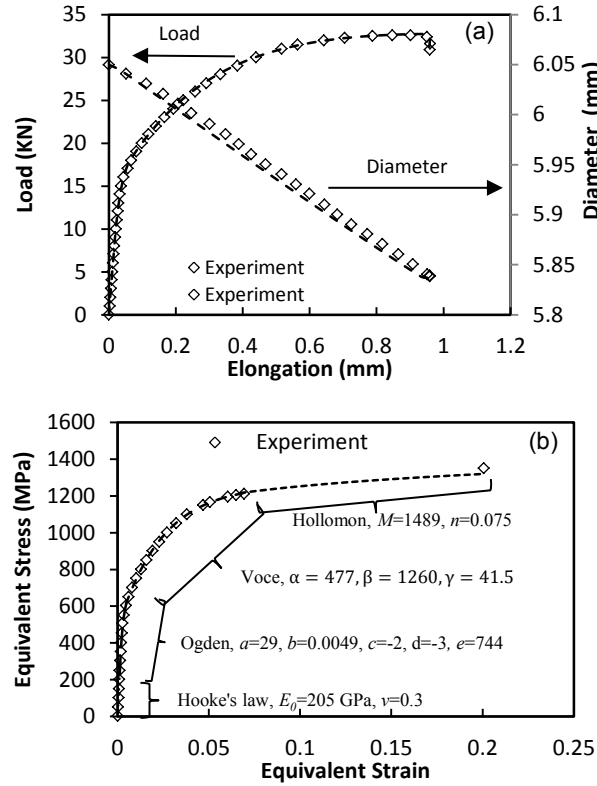 (a)
Load
Diameter
Experiment
Experiment
Load (KN)
35
30
25
20
15
10
5
0
0 0.2 0.4 0.6 0.8 1 1.2
Elongation (mm)
6.1
6.05
6
5.95
5.9
5.85
5.8
Diameter (mm)
(b)
Experiment
Hollomon, M=1489, n=0.075
Voce, α = 477, β = 1260, γ = 41.5
Ogden, a=29, b=0.0049, c=-2, d=-3, e=744
Hooke's law, E0=205 GPa, ν=0.3
Equivalent Stress (MPa)
1600
1400
1200
1000
800
600
400
200
0
0 0.05 0.1 0.15 0.2 0.25
Equivalent Strain